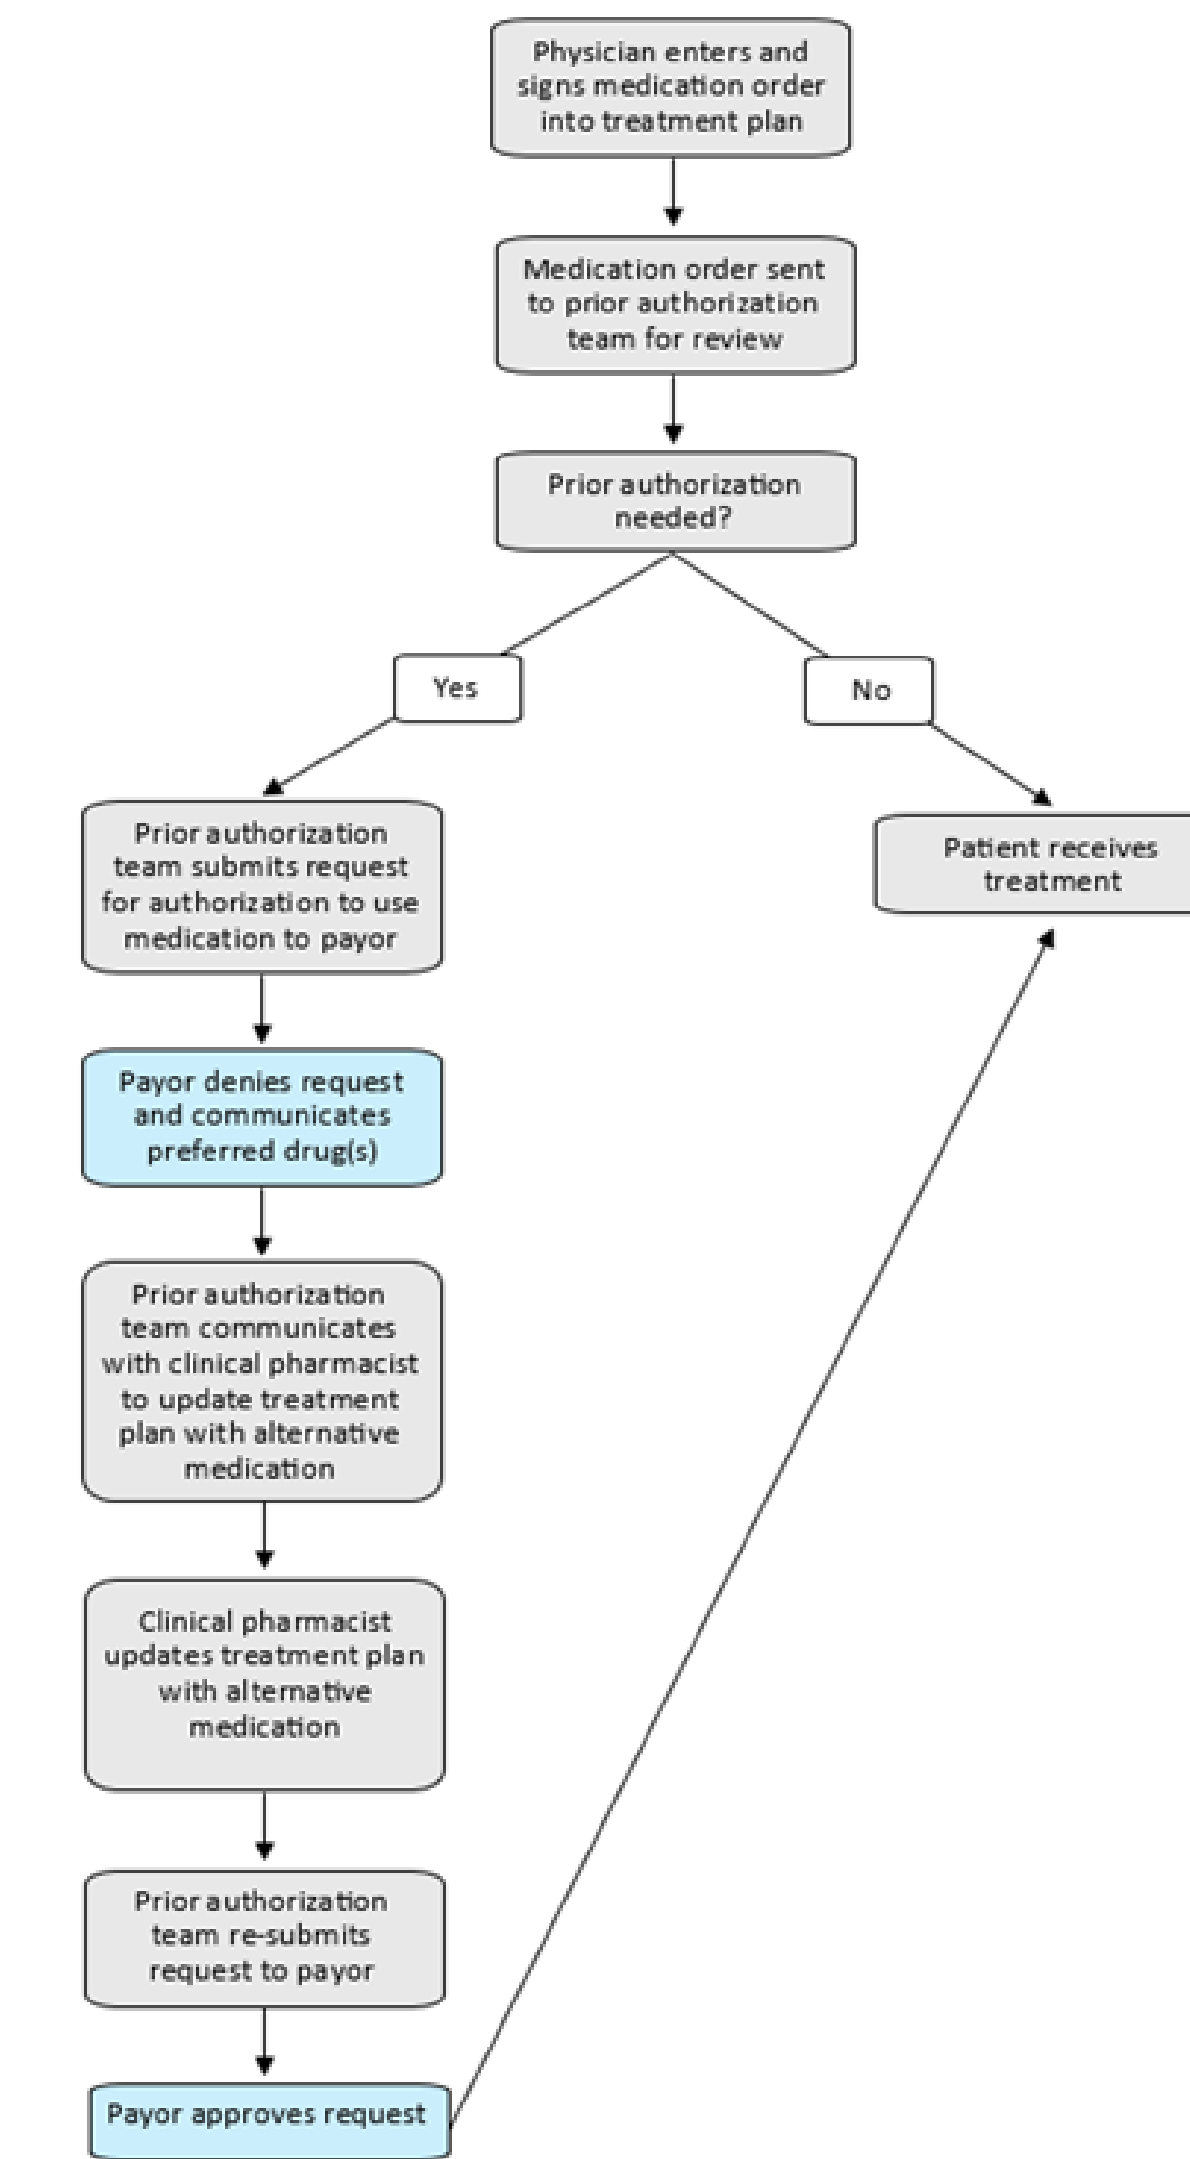 Physician enters and
signs medication order
into treatment plan
Medication order sent
to prior authorization
team for review
Prior authorization
needed?
Yes
No
Prior authorization
team submits request
for authorization to use
medication to payor
Patient receives
treatment
Payor denies request
and communicates
preferred drug(s)
Prior authorization
team communicates
with clinical pharmacist
to update treatment
plan with alternative
medication
Clinical pharmacist
updates treatment plan
with alternative
medication
Prior authorization
team re-submits
request to payor
Payor approves request